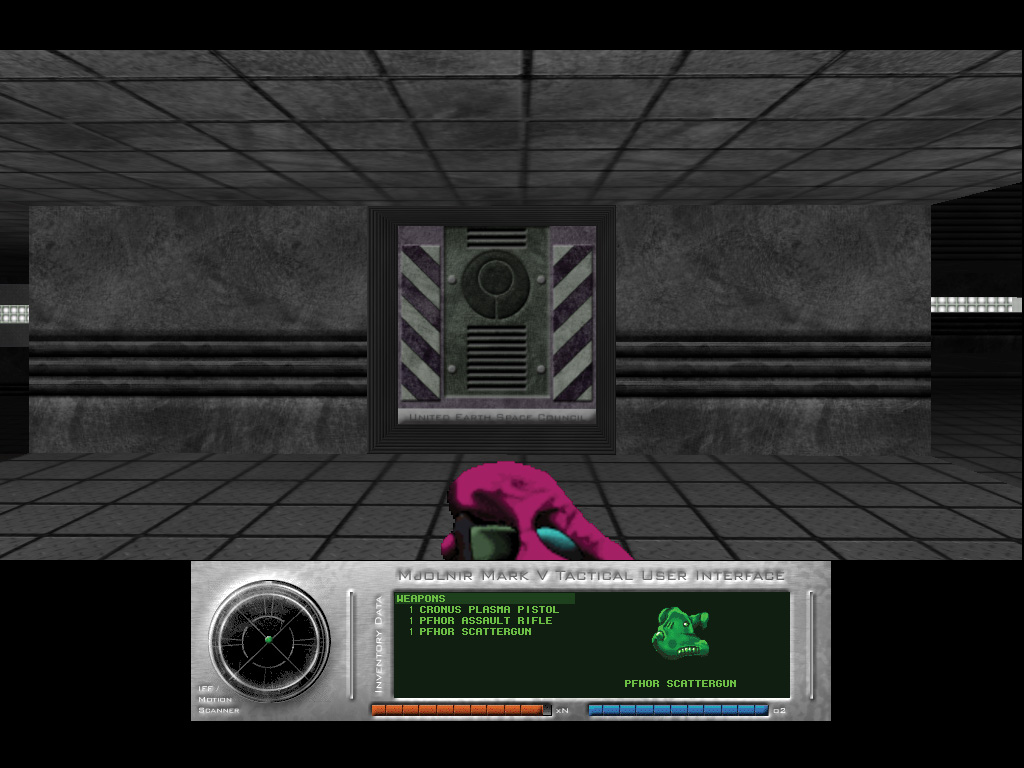 United Earth Space Council
Mjolnir Mark V Tactical User Interface
Inventory Data
WEAPONS
1 CRONUS PLASMA PISTOL
1 PFHOR ASSAULT RIFLE
1 PFHOR SCATTERGUN
PFHOR SCATTERGUN
IFF /
Motion
Scanner
xN
o2